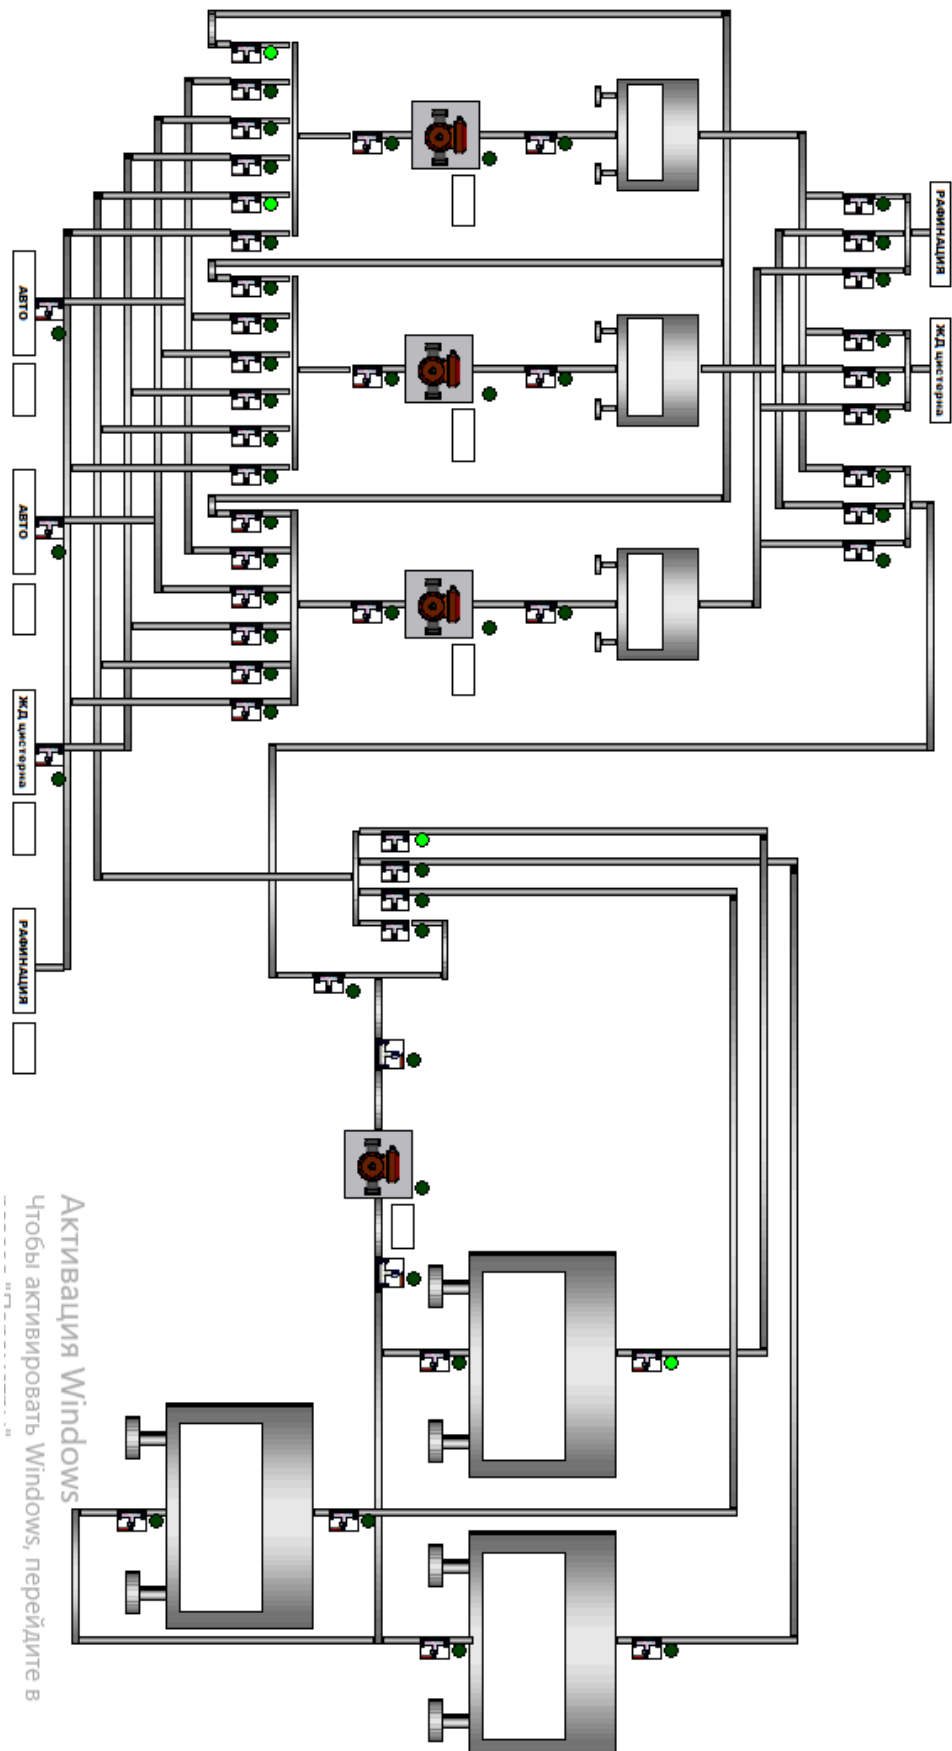 РАФИНАЦИЯ
ЖД цистерна
АВТО
АВТО
ЖД цистерна
РАФИНАЦИЯ
Активация Windows
Чтобы активировать Windows, перейдите в